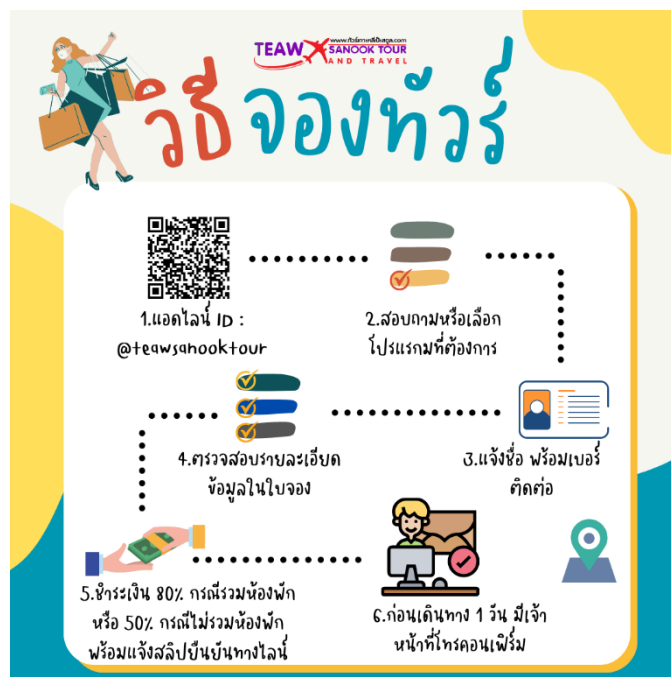 www.ทัวร์เกาหลีเป็นสุดๆ.com
TEAW SANOOK TOUR
AND TRAVEL
วิธีจองทัวร์
1.แอดไลน์ ID :
@teawsanooktour
2.สอบถามหรือเลือก
โปรแรกมที่ต้องการ
3.แจ้งชื่อ พร้อมเบอร์
ติดต่อ
4.ตรวจสอบรายละเอียด
ข้อมูลในใบจอง
5.ชำระเงิน 80% กรณีรวมห้องพัก
หรือ 50% กรณีไม่รวมห้องพัก
พร้อมแจ้งสลิปยืนยันทางไลน์
6.ก่อนเดินทาง 1 วัน มีเจ้า
หน้าที่โทรคอนเฟิร์ม